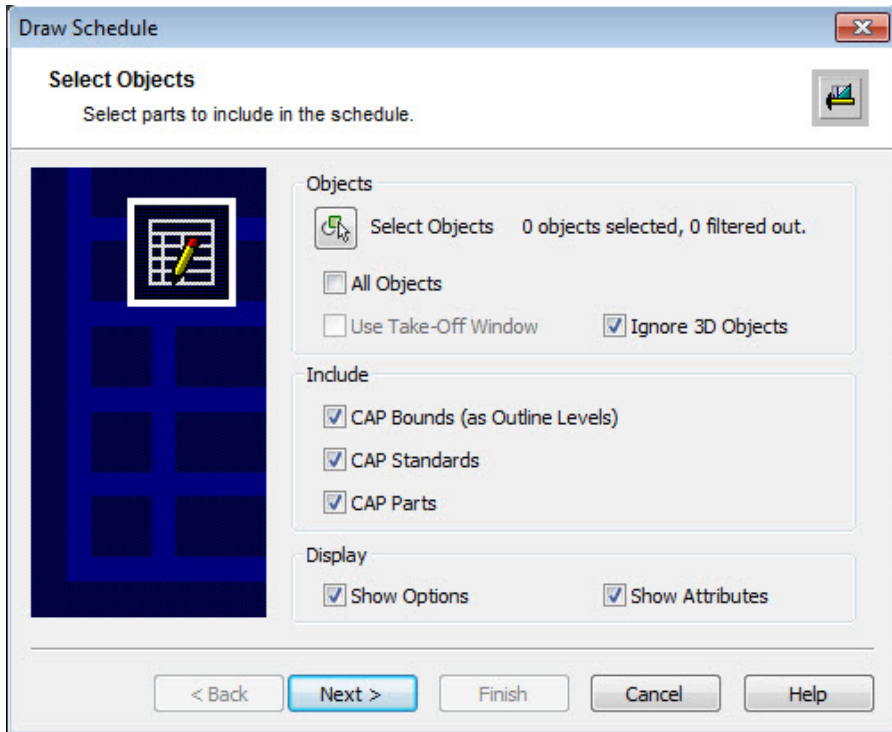 Draw Schedule
Select Objects
Select parts to include in the schedule.
Objects
Select Objects 0 objects selected, 0 filtered out.
All Objects
Use Take-Off Window Ignore 3D Objects
Include
CAP Bounds (as Outline Levels)
CAP Standards
CAP Parts
Display
Show Options Show Attributes
< Back Next > Finish Cancel Help